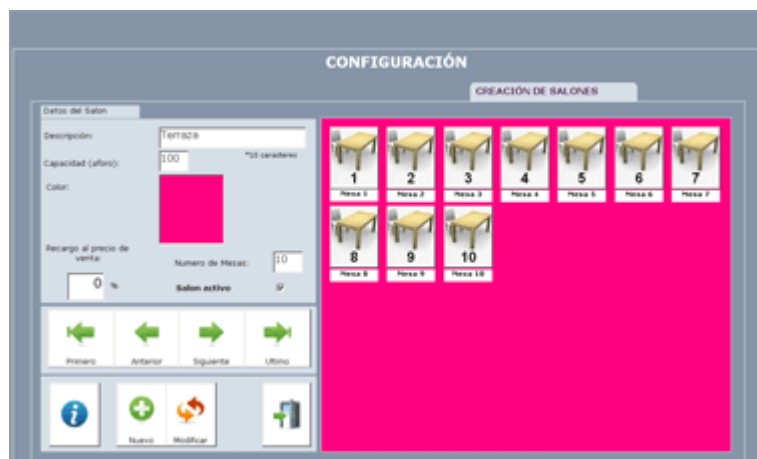 CONFIGURACIÓN
CREACIÓN DE SALONES
Datos del Salon
Descripción: Terraza
Capacidad (aforo): 100 *10 caracteres
Color:
Recargo al precio de
venta:
Numero de Mesas: 10
0 %
Salon activo
Primero Anterior Siguiente Ultimo
Nuevo Modificar
1 2 3 4 5 6 7
Mesa 1 Mesa 2 Mesa 3 Mesa 4 Mesa 5 Mesa 6 Mesa 7
8 9 10
Mesa 8 Mesa 9 Mesa 10